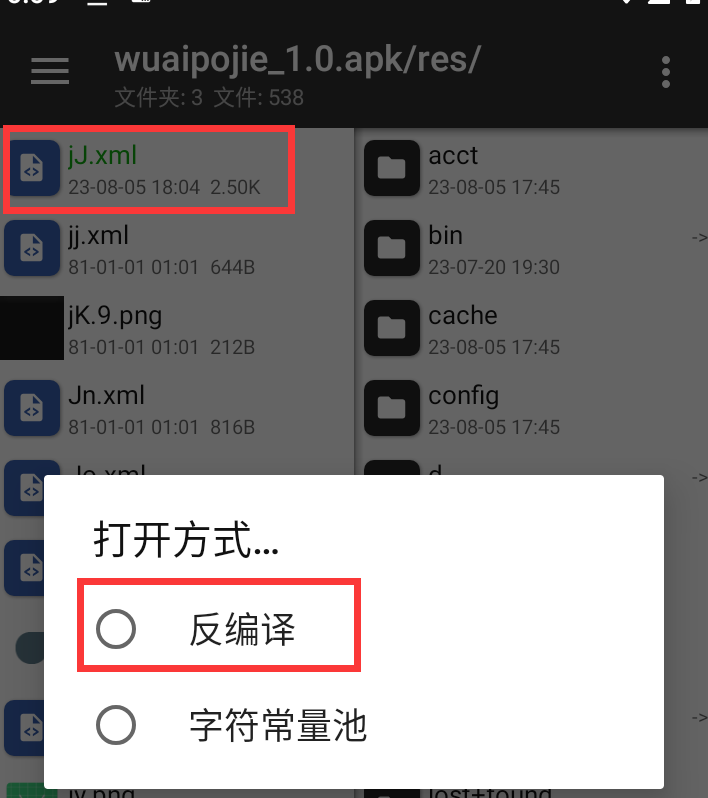 wuaipojie_1.0.apk/res/
文件夹: 3 文件: 538
jJ.xml
23-08-05 18:04 2.50K
jj.xml
81-01-01 01:01 644B
jK.9.png
81-01-01 01:01 212B
Jn.xml
81-01-01 01:01 816B
acct
23-08-05 17:45
bin
23-07-20 19:30
->
cache
23-08-05 17:45
config
23-08-05 17:45
d
->
打开方式...
反编译
字符常量池
->
lost+found